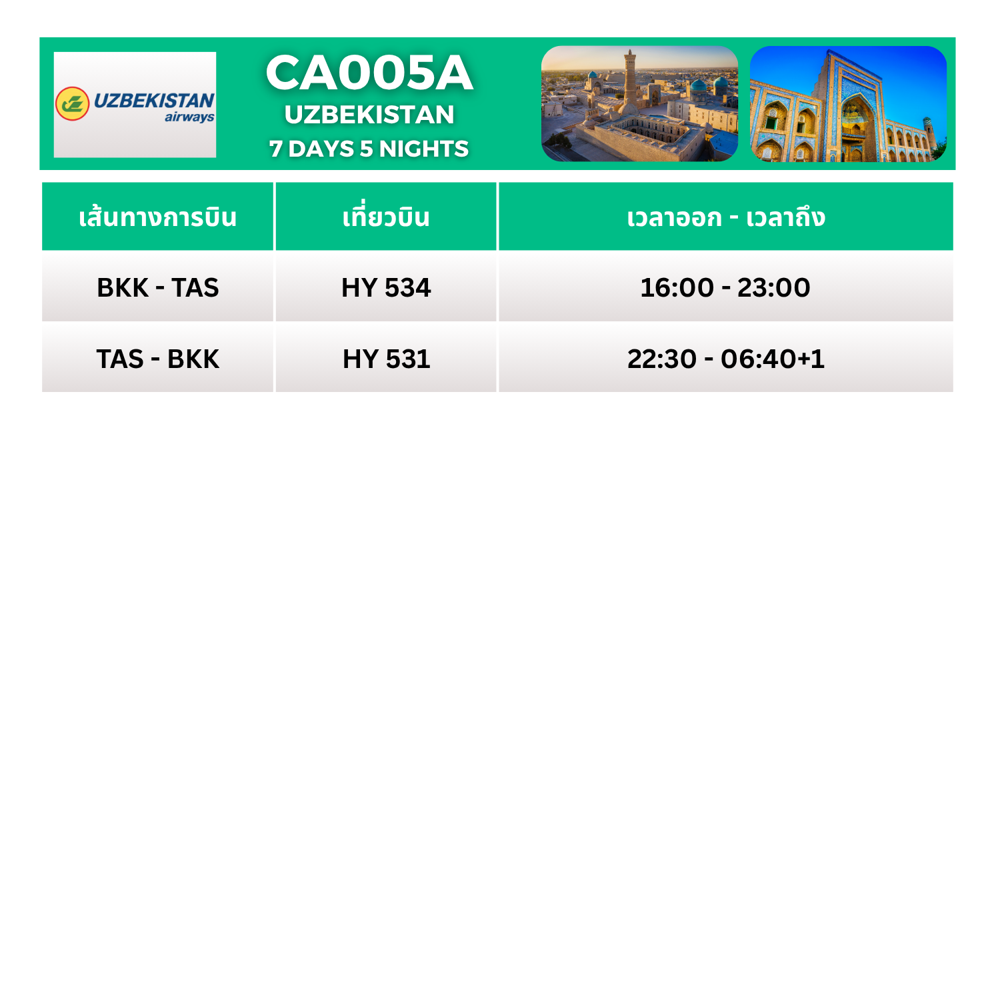 UZBEKISTAN
airways
CA005A
UZBEKISTAN
7 DAYS 5 NIGHTS
เส้นทางการบิน เที่ยวบิน เวลาออก - เวลาถึง
BKK - TAS HY 534 16:00 - 23:00
TAS - BKK HY 531 22:30 - 06:40+1